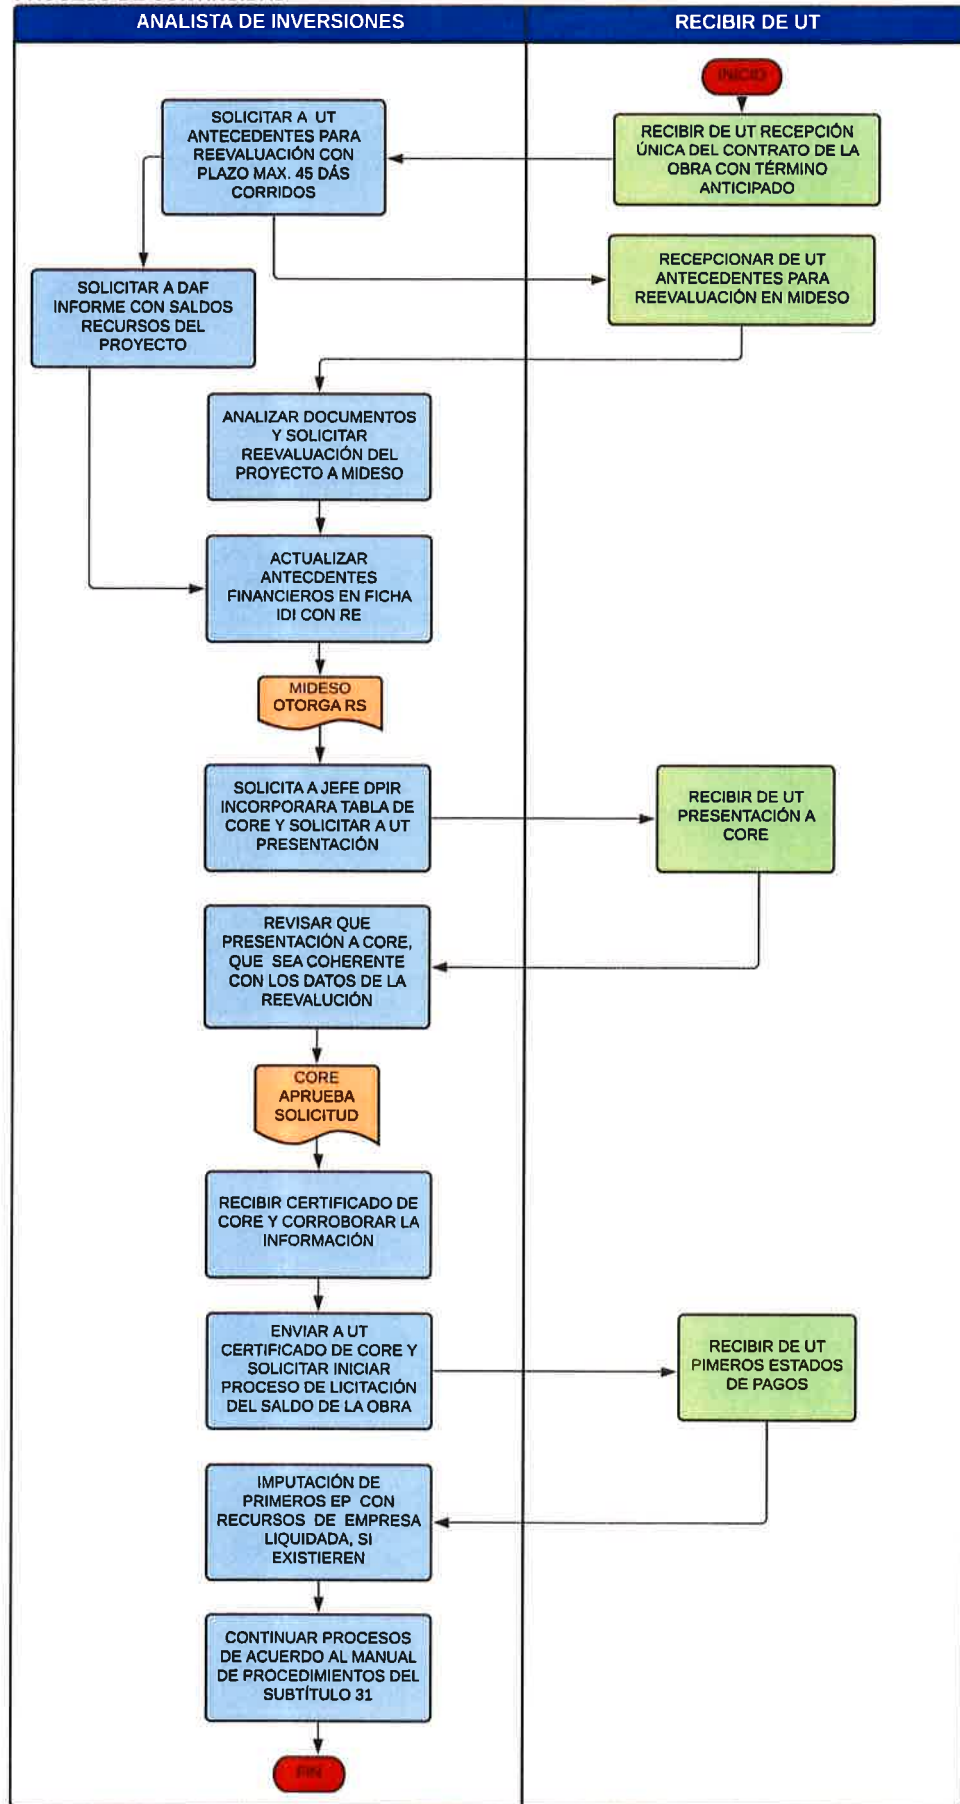 ANALISTA DE INVERSIONES
RECIBIR DE UT
INICIO
RECIBIR DE UT RECEPCIÓN
ÚNICA DEL CONTRATO DE LA
OBRA CON TÉRMINO
ANTICIPADO
SOLICITAR A UT
ANTECEDENTES PARA
REEVALUACIÓN CON
PLAZO MAX. 45 DÁS
CORRIDOS
RECEPCIONAR DE UT
ANTECEDENTES PARA
REEVALUACIÓN EN MIDESO
SOLICITAR A DAF
INFORME CON SALDOS
RECURSOS DEL
PROYECTO
ANALIZAR DOCUMENTOS
Y SOLICITAR
REEVALUACIÓN DEL
PROYECTO A MIDESO
ACTUALIZAR
ANTECDENTES
FINANCIEROS EN FICHA
IDI CON RE
MIDESO
OTORGA RS
SOLICITA A JEFE DPIR
INCORPORARA TABLA DE
CORE Y SOLICITAR A UT
PRESENTACIÓN
RECIBIR DE UT
PRESENTACIÓN A
CORE
REVISAR QUE
PRESENTACIÓN A CORE,
QUE SEA COHERENTE
CON LOS DATOS DE LA
REEVALUCIÓN
CORE
APRUEBA
SOLICITUD
RECIBIR CERTIFICADO DE
CORE Y CORROBORAR LA
INFORMACIÓN
ENVIAR A UT
CERTIFICADO DE CORE Y
SOLICITAR INICIAR
PROCESO DE LICITACIÓN
DEL SALDO DE LA OBRA
RECIBIR DE UT
PIMEROS ESTADOS
DE PAGOS
IMPUTACIÓN DE
PRIMEROS EP CON
RECURSOS DE EMPRESA
LIQUIDADA, SI
EXISTIEREN
CONTINUAR PROCESOS
DE ACUERDO AL MANUAL
DE PROCEDIMIENTOS DEL
SUBTÍTULO 31
FIN